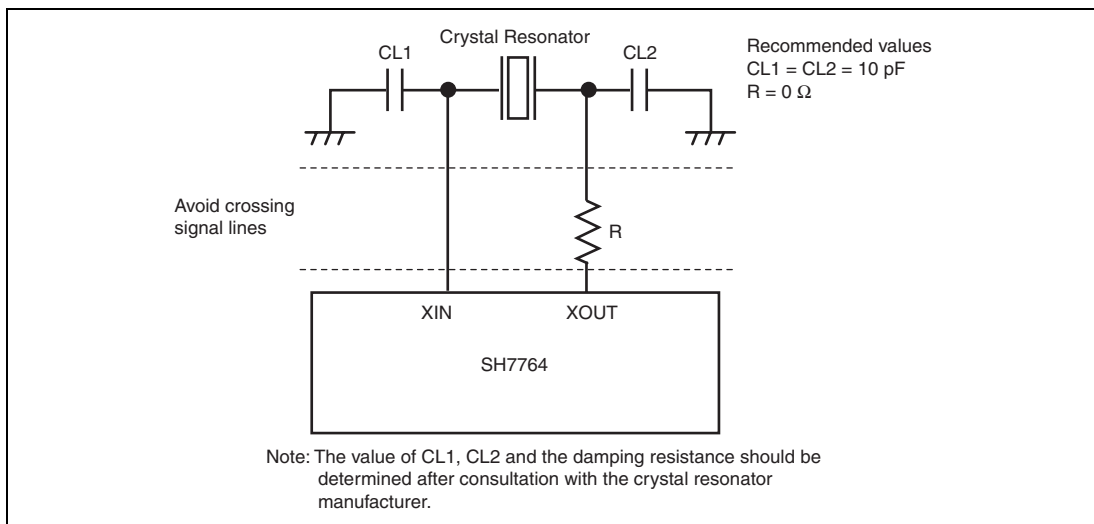 Crystal Resonator
CL1
CL2
Recommended values
CL1 = CL2 = 10 pF
R = 0 Ω
Avoid crossing
signal lines
R
XIN
XOUT
SH7764
Note: The value of CL1, CL2 and the damping resistance should be
determined after consultation with the crystal resonator
manufacturer.